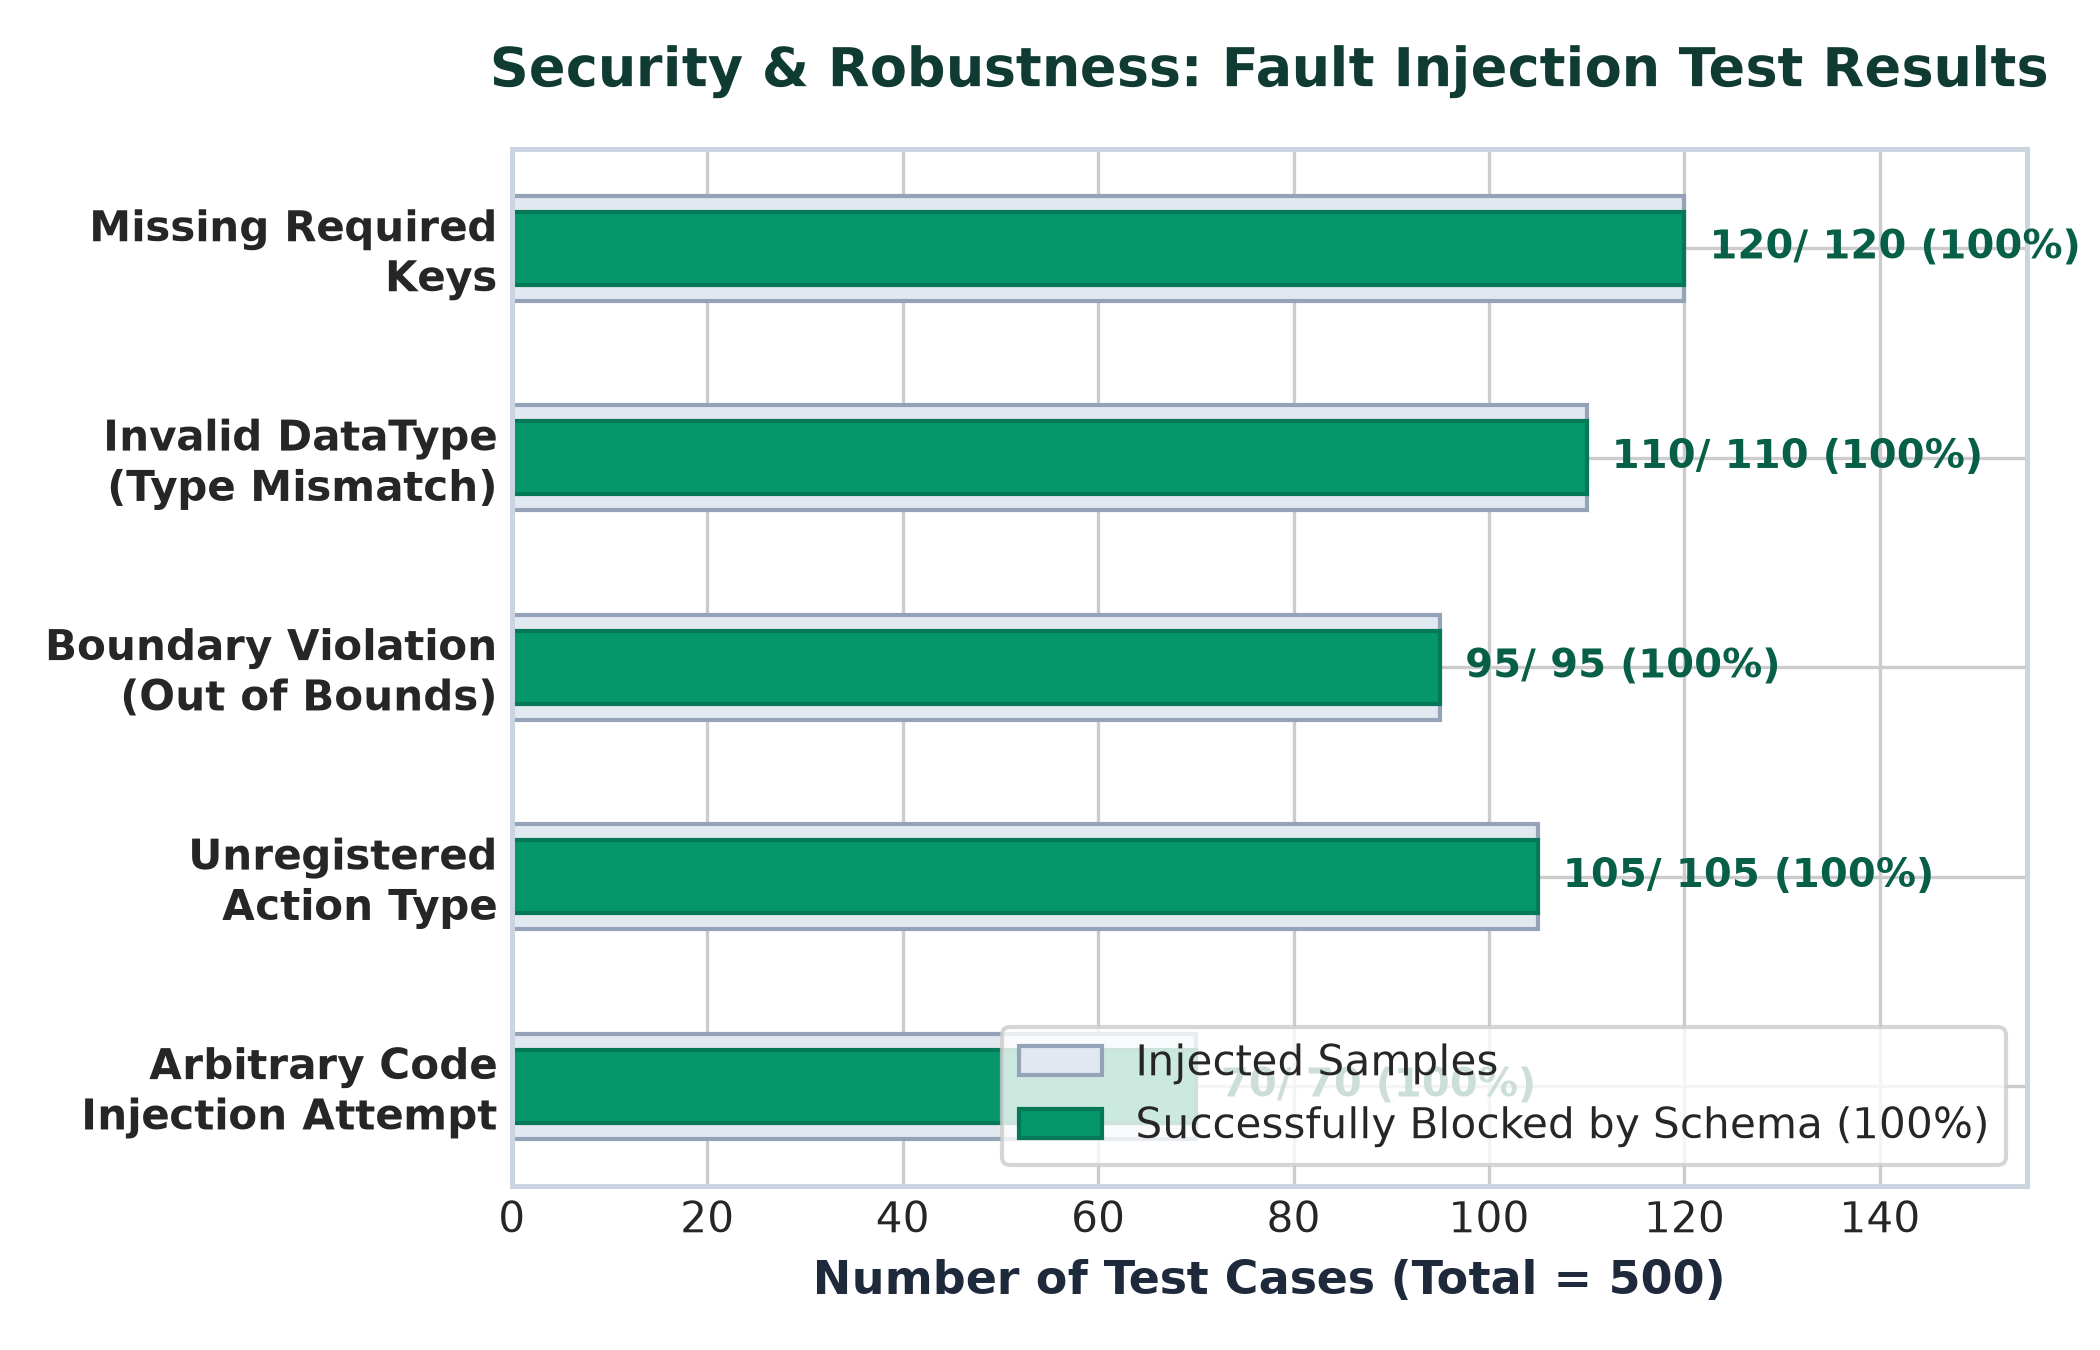 Security & Robustness: Fault Injection Test Results
Missing Required
Keys
120/ 120 (100%)
Invalid DataType
(Type Mismatch)
110/ 110 (100%)
Boundary Violation
(Out of Bounds)
95/ 95 (100%)
Unregistered
Action Type
105/ 105 (100%)
Arbitrary Code
Injection Attempt
70/ 70 (100%)
Injected Samples
Successfully Blocked by Schema (100%)
0 20 40 60 80 100 120 140
Number of Test Cases (Total = 500)